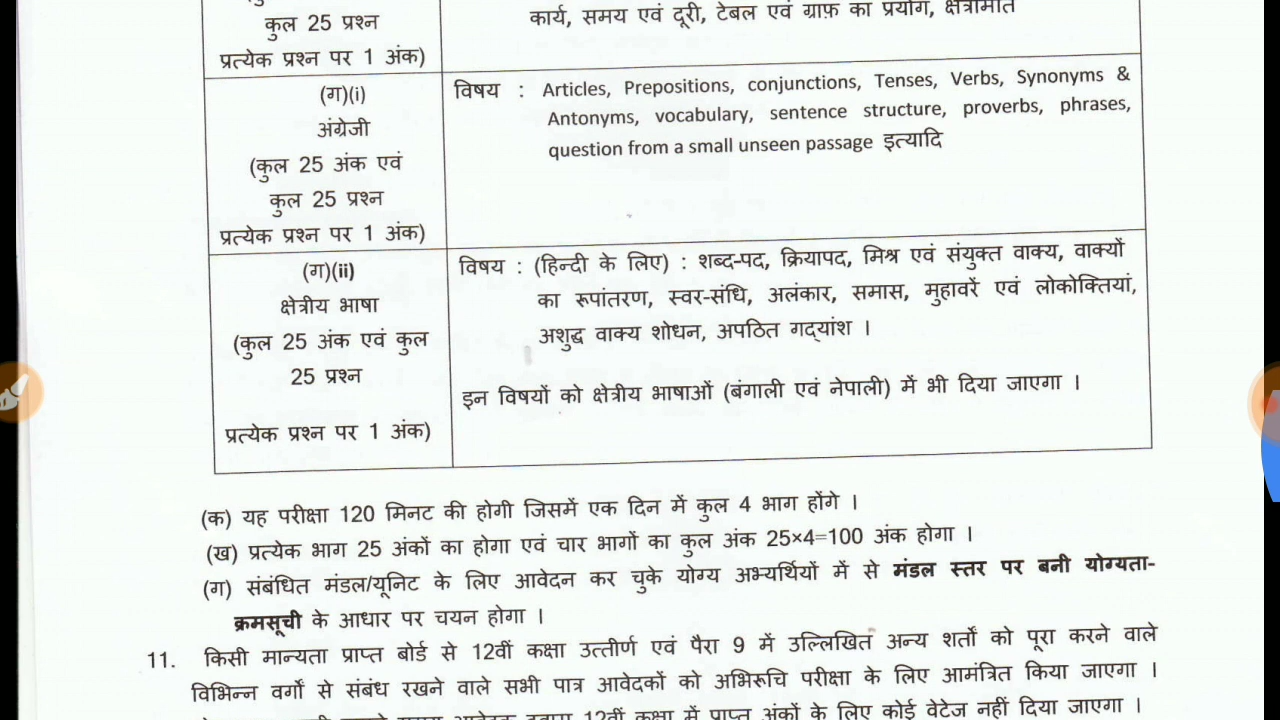 कुल 25 प्रश्न
प्रत्येक प्रश्न पर 1 अंक)
कार्य, समय एवं दूरी, टेबल एवं ग्राफ़ का प्रयोग, क्षेत्रमिति
(ग)(i)
अंग्रेजी
(कुल 25 अंक एवं
कुल 25 प्रश्न
प्रत्येक प्रश्न पर 1 अंक)
विषय : Articles, Prepositions, conjunctions, Tenses, Verbs, Synonyms &
Antonyms, vocabulary, sentence structure, proverbs, phrases,
question from a small unseen passage इत्यादि
(ग)(ii)
क्षेत्रीय भाषा
(कुल 25 अंक एवं कुल
25 प्रश्न
प्रत्येक प्रश्न पर 1 अंक)
विषय : (हिन्दी के लिए) : शब्द-पद, क्रियापद, मिश्र एवं संयुक्त वाक्य, वाक्यों
का रूपांतरण, स्वर-संधि, अलंकार, समास, मुहावरें एवं लोकोक्तियां,
अशुद्ध वाक्य शोधन, अपठित गद्यांश ।
इन विषयों को क्षेत्रीय भाषाओं (बंगाली एवं नेपाली) में भी दिया जाएगा ।
(क) यह परीक्षा 120 मिनट की होगी जिसमें एक दिन में कुल 4 भाग होंगे ।
(ख) प्रत्येक भाग 25 अंकों का होगा एवं चार भागों का कुल अंक 25×4=100 अंक होगा ।
(ग) संबंधित मंडल/यूनिट के लिए आवेदन कर चुके योग्य अभ्यर्थियों में से मंडल स्तर पर बनी योग्यता-
क्रमसूची के आधार पर चयन होगा ।
11. किसी मान्यता प्राप्त बोर्ड से 12वीं कक्षा उत्तीर्ण एवं पैरा 9 में उल्लिखित अन्य शर्तों को पूरा करने वाले
विभिन्न वर्गों से संबंध रखने वाले सभी पात्र आवेदकों को अभिरूचि परीक्षा के लिए आमंत्रित किया जाएगा ।
12वीं कक्षा में प्राप्त अंकों के लिए कोई वेटेज नहीं दिया जाएगा ।